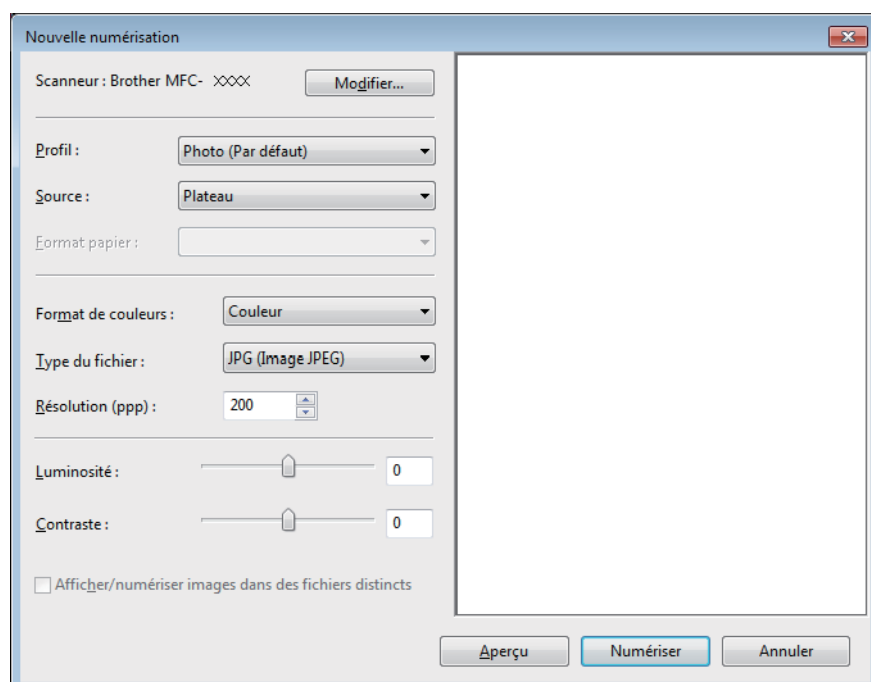 Nouvelle numérisation
Scanneur : Brother MFC- XXXX
Modifier...
Profil : Photo (Par défaut)
Source : Plateau
Format papier :
Format de couleurs : Couleur
Type du fichier : JPG (Image JPEG)
Résolution (ppp) : 200
Luminosité : 0
Contraste : 0
Afficher/numériser images dans des fichiers distincts
Aperçu Numériser Annuler